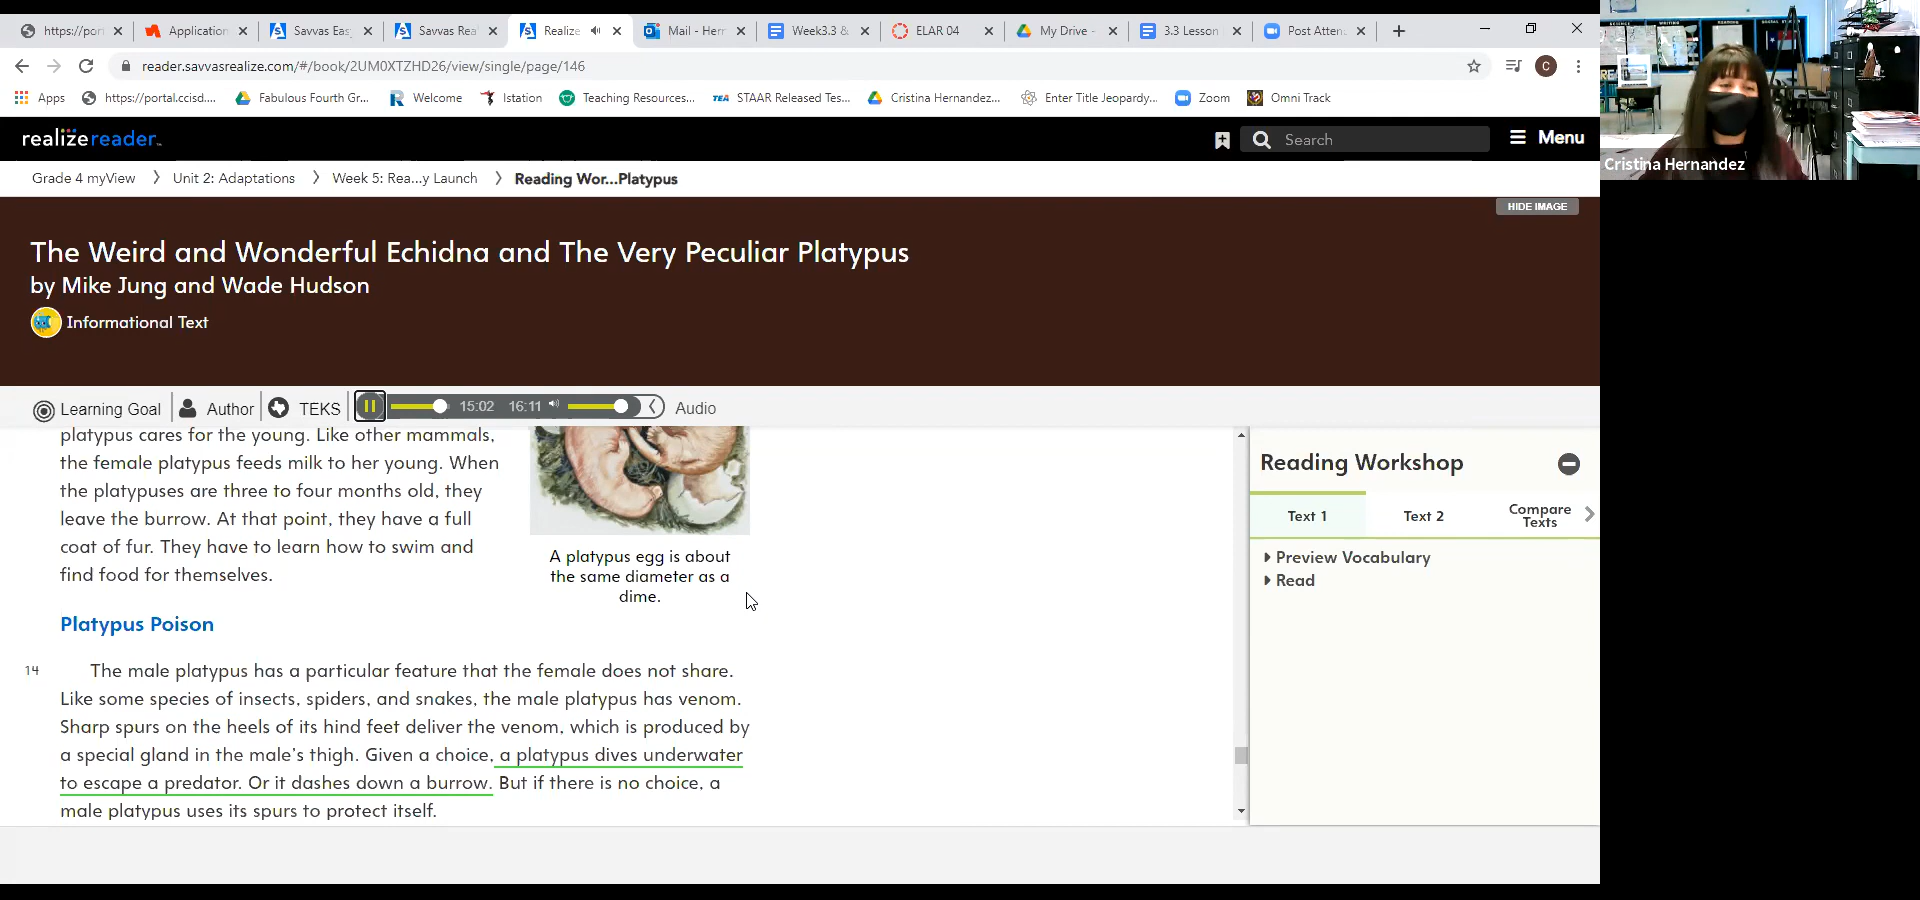 https://por
Application
Savvas Eas
Savvas Rea
Realize
Mail - Herr
Week3.3 &
ELAR 04
My Drive -
3.3 Lesson
Post Atten
reader.savvasrealize.com/#/book/2UM0XTZHD26/view/single/page/146
C
Apps
https://portal.ccisd....
Fabulous Fourth Gr...
Welcome
Istation
Teaching Resources...
TEA STAAR Released Tes...
Cristina Hernandez...
Enter Title Jeopardy...
Zoom
Omni Track
realizereader
Search
Menu
Grade 4 myView
Unit 2: Adaptations
Week 5: Rea...y Launch
Reading Wor...Platypus
HIDE IMAGE
The Weird and Wonderful Echidna and The Very Peculiar Platypus
by Mike Jung and Wade Hudson
Informational Text
Learning Goal
Author
TEKS
15:02
16:11
Audio
platypus cares for the young. Like other mammals,
the female platypus feeds milk to her young. When
the platypuses are three to four months old, they
leave the burrow. At that point, they have a full
coat of fur. They have to learn how to swim and
find food for themselves.
A platypus egg is about
the same diameter as a
dime.
Platypus Poison
14
The male platypus has a particular feature that the female does not share.
Like some species of insects, spiders, and snakes, the male platypus has venom.
Sharp spurs on the heels of its hind feet deliver the venom, which is produced by
a special gland in the male's thigh. Given a choice, a platypus dives underwater
to escape a predator. Or it dashes down a burrow. But if there is no choice, a
male platypus uses its spurs to protect itself.
Reading Workshop
Text 1
Text 2
Compare
Texts
Preview Vocabulary
Read
Cristina Hernandez